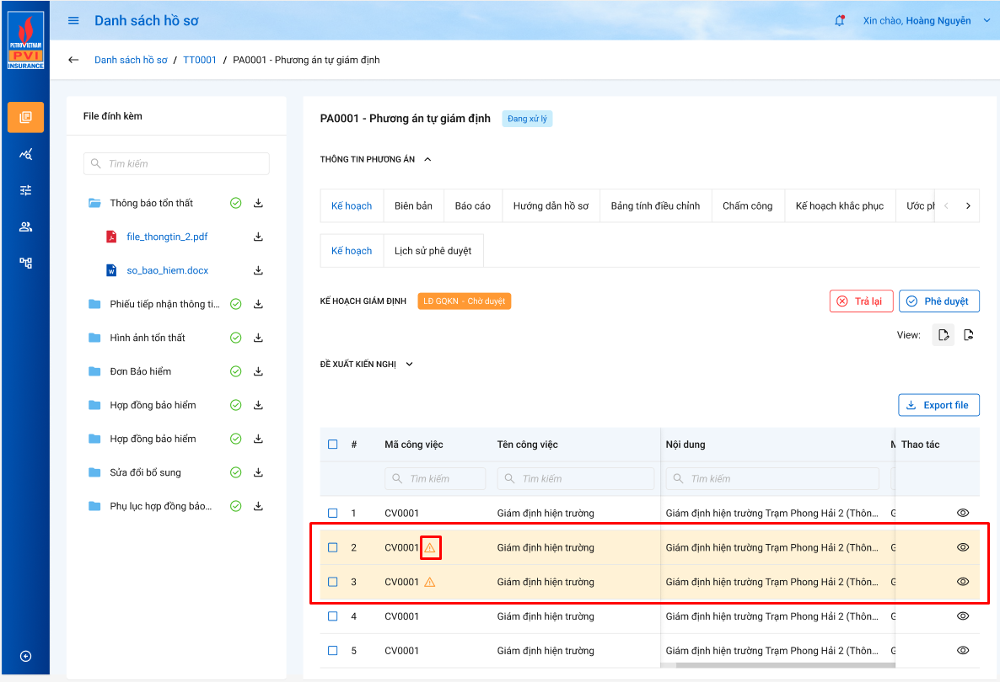 PETROVIETNAM
PVI
INSURANCE
Danh sách hồ sơ
Xin chào, Hoàng Nguyễn
Danh sách hồ sơ / TT0001 / PA0001 - Phương án tự giám định
File đính kèm
Tìm kiếm
Thông báo tổn thất
file_thongtin_2.pdf
so_bao_hiem.docx
Phiếu tiếp nhận thông ti...
Hình ảnh tổn thất
Đơn Bảo hiểm
Hợp đồng bảo hiểm
Hợp đồng bảo hiểm
Sửa đổi bổ sung
Phụ lục hợp đồng bảo...
PA0001 - Phương án tự giám định Đang xử lý
THÔNG TIN PHƯƠNG ÁN
Kế hoạch Biên bản Báo cáo Hướng dẫn hồ sơ Bảng tính điều chỉnh Chấm công Kế hoạch khắc phục Ước
Kế hoạch Lịch sử phê duyệt
KẾ HOẠCH GIÁM ĐỊNH LĐ GQKN - Chờ duyệt Trả lại Phê duyệt
View:
ĐỀ XUẤT KIẾN NGHỊ
Export file
# Mã công việc Tên công việc Nội dung Thao tác
Tìm kiếm Tìm kiếm Tìm kiếm
1 CV0001 Giám định hiện trường Giám định hiện trường Trạm Phong Hải 2 (Thôn...
2 CV0001 Giám định hiện trường Giám định hiện trường Trạm Phong Hải 2 (Thôn...
3 CV0001 Giám định hiện trường Giám định hiện trường Trạm Phong Hải 2 (Thôn...
4 CV0001 Giám định hiện trường Giám định hiện trường Trạm Phong Hải 2 (Thôn...
5 CV0001 Giám định hiện trường Giám định hiện trường Trạm Phong Hải 2 (Thôn...